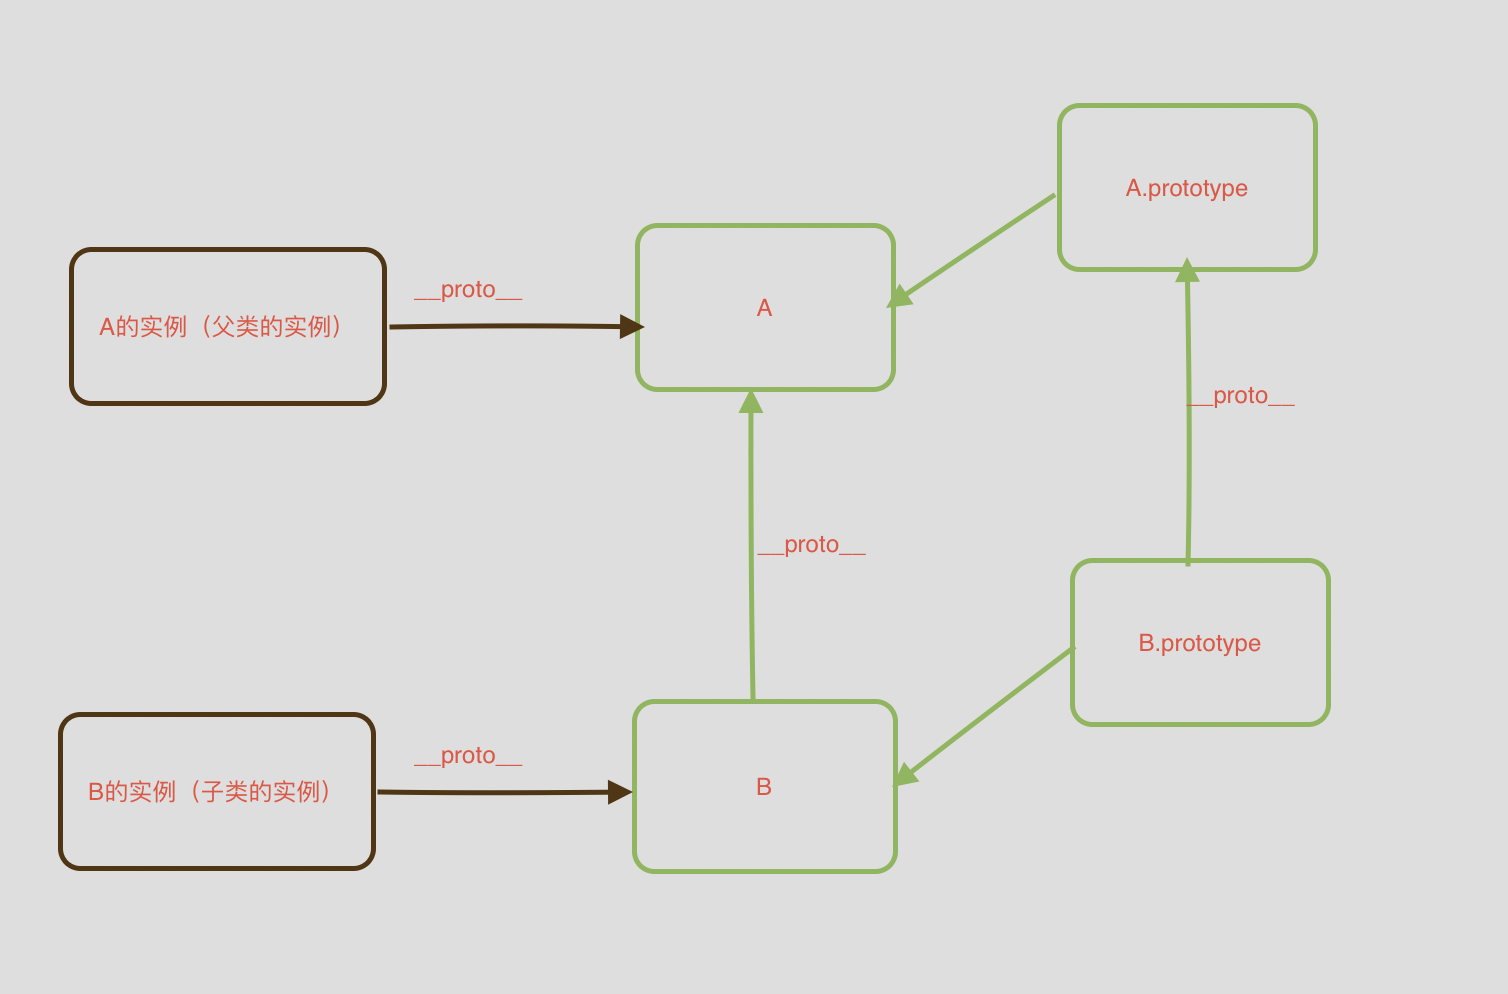 A.prototype
__proto__
A
A的实例（父类的实例）
__proto__
__proto__
B.prototype
__proto__
B
B的实例（子类的实例）